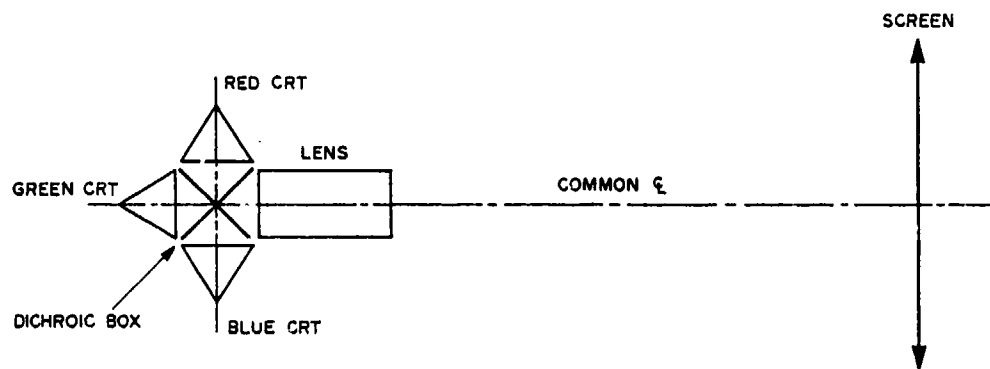 SCREEN
RED CRT
LENS
GREEN CRT
COMMON ℄
DICHROIC BOX
BLUE CRT